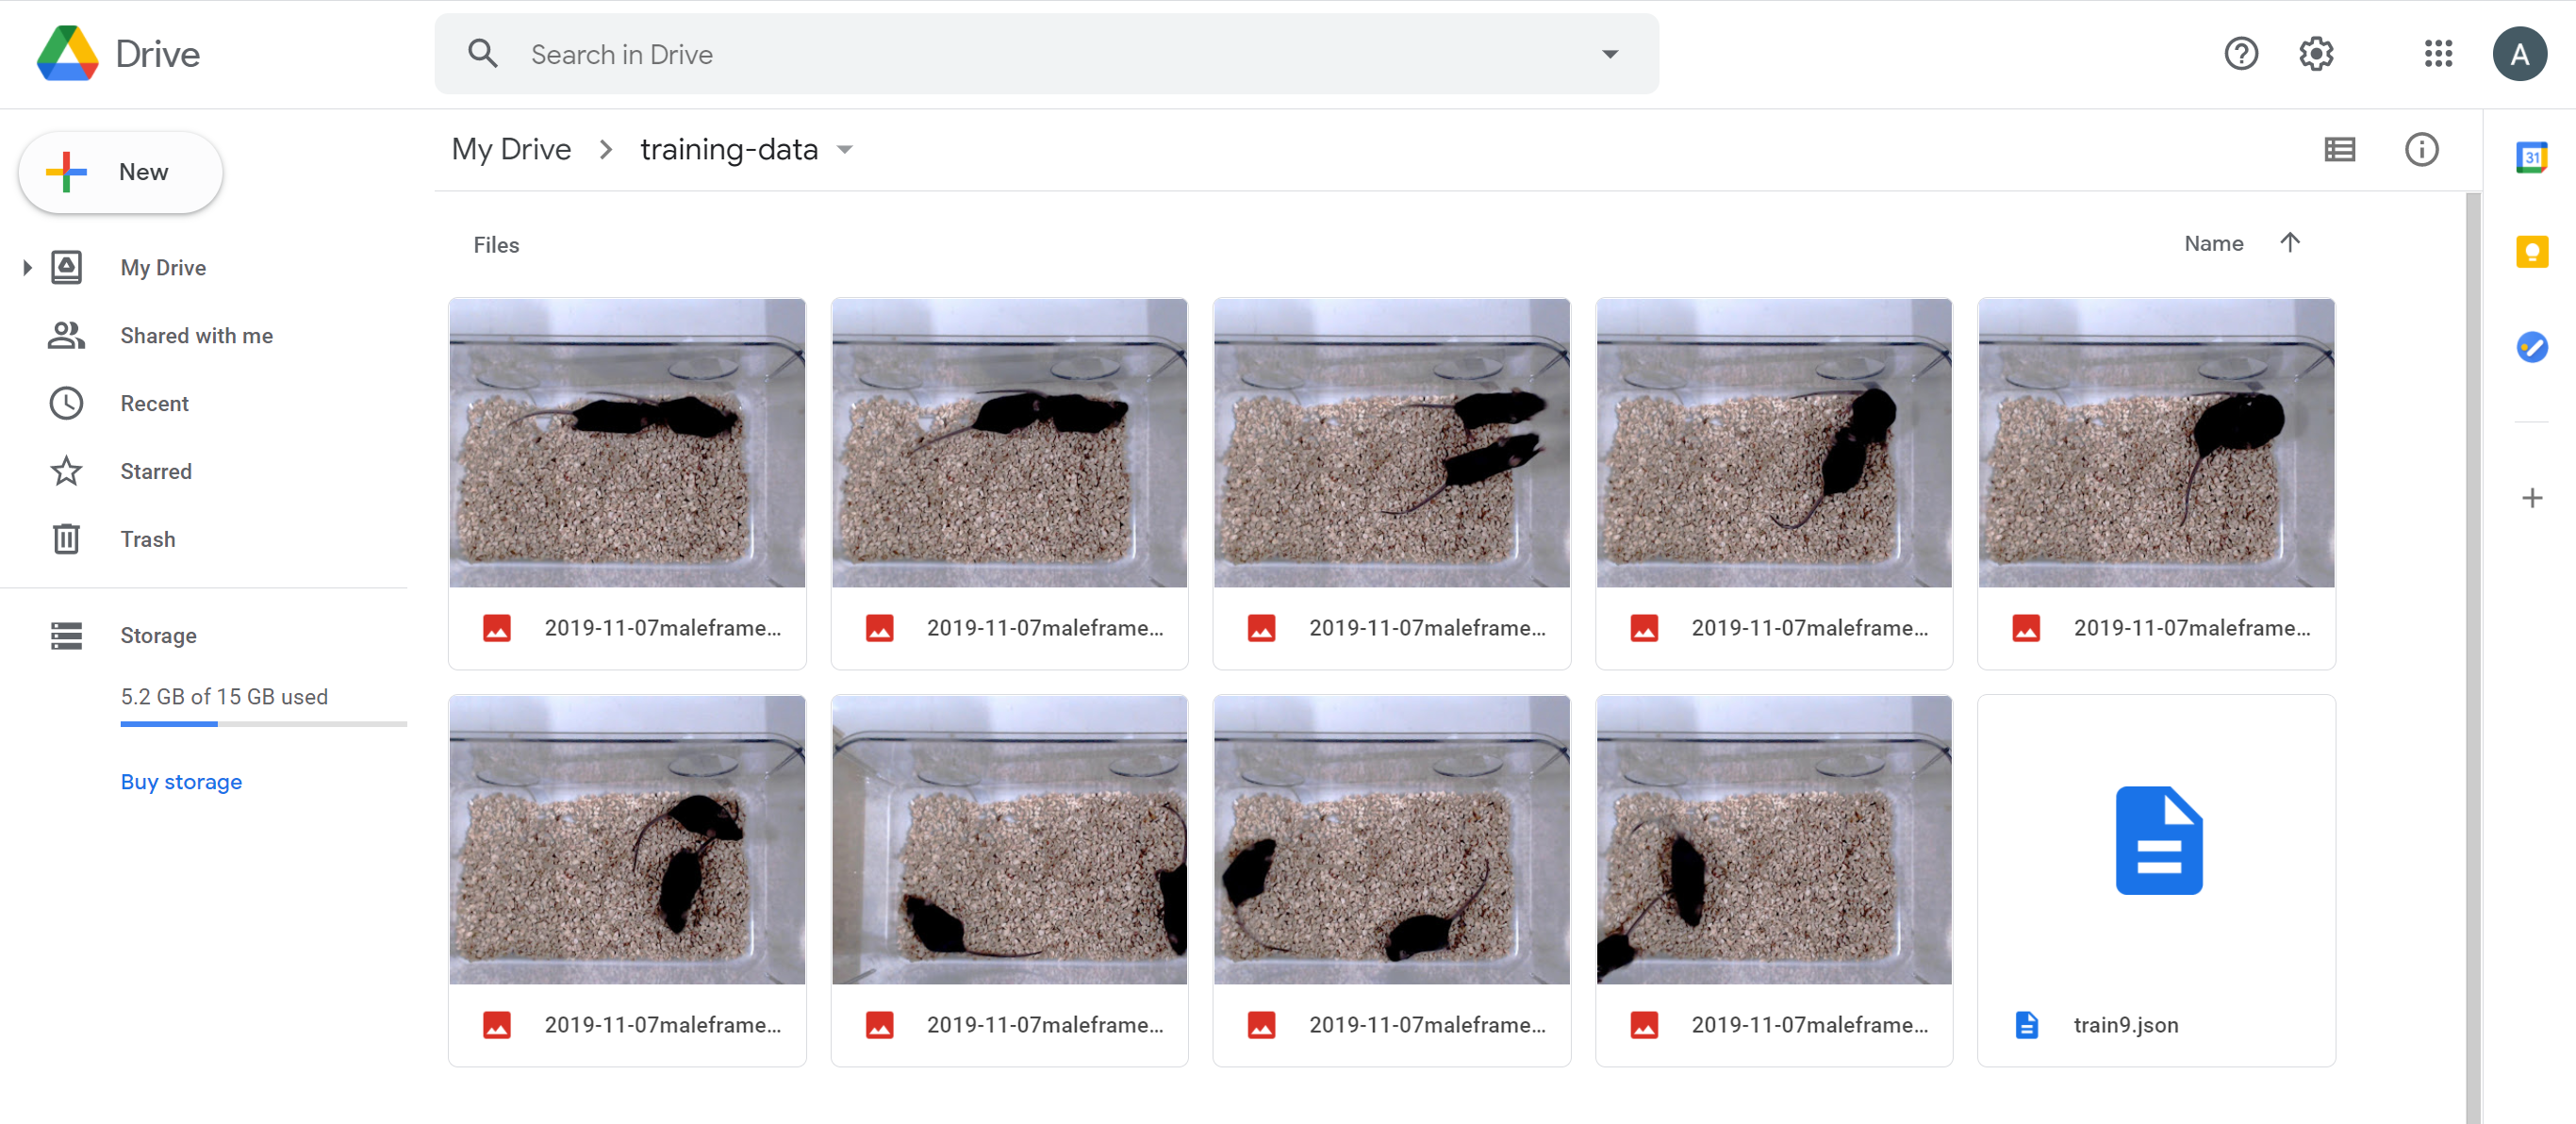 Drive
Search in Drive
A
New
My Drive
Shared with me
Recent
Starred
Trash
Storage
5.2 GB of 15 GB used
Buy storage
My Drive
training-data
Files
Name
2019-11-07maleframe...
2019-11-07maleframe...
2019-11-07maleframe...
2019-11-07maleframe...
2019-11-07maleframe...
2019-11-07maleframe...
2019-11-07maleframe...
2019-11-07maleframe...
2019-11-07maleframe...
train9.json
31